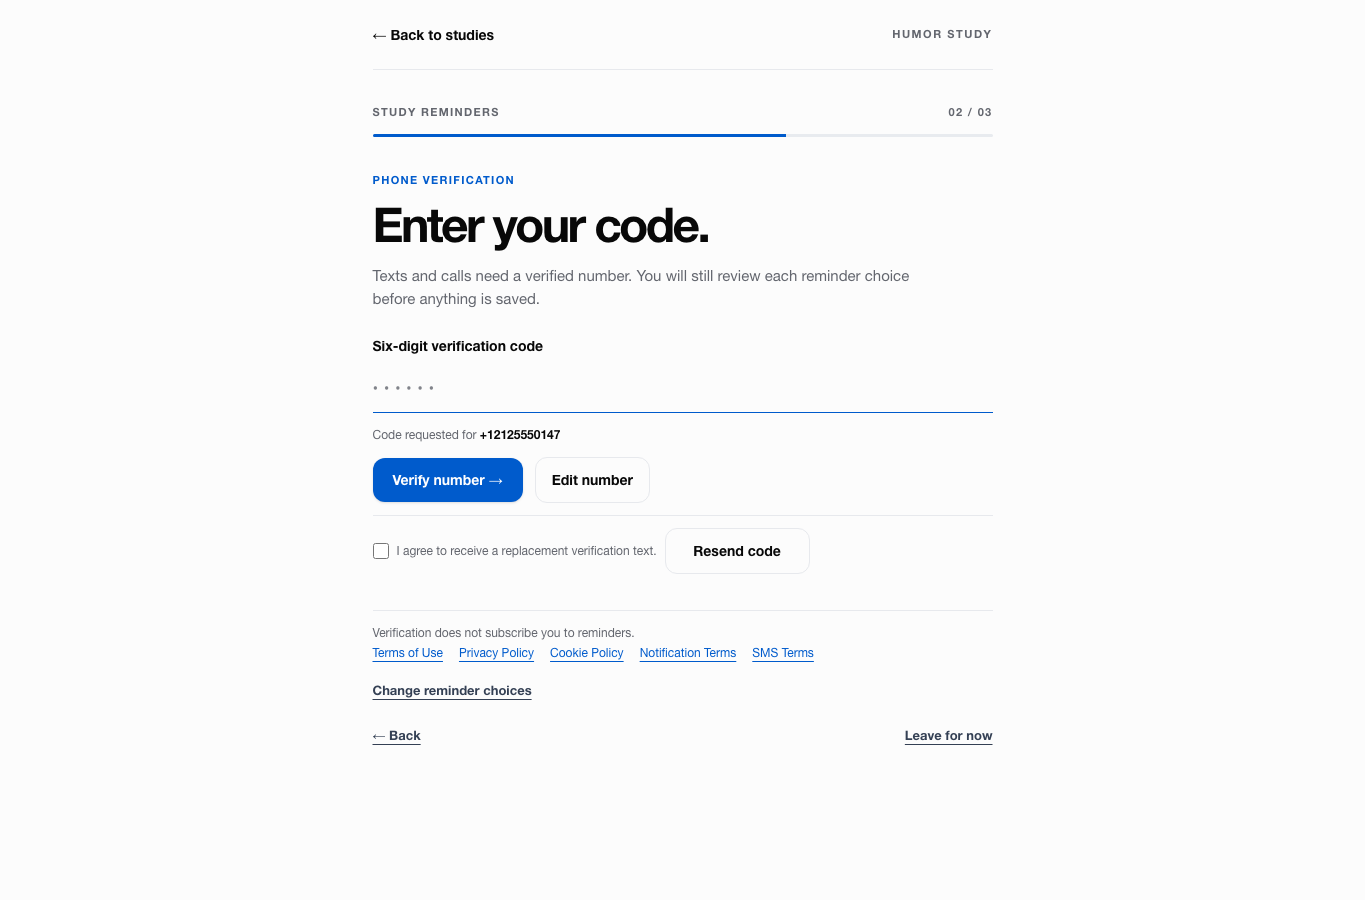 ← Back to studies
HUMOR STUDY
STUDY REMINDERS
02 / 03
PHONE VERIFICATION
Enter your code.
Texts and calls need a verified number. You will still review each reminder choice
before anything is saved.
Six-digit verification code
• • • • • •
Code requested for +12125550147
Verify number →
Edit number
I agree to receive a replacement verification text.
Resend code
Verification does not subscribe you to reminders.
Terms of Use Privacy Policy Cookie Policy Notification Terms SMS Terms
Change reminder choices
← Back
Leave for now